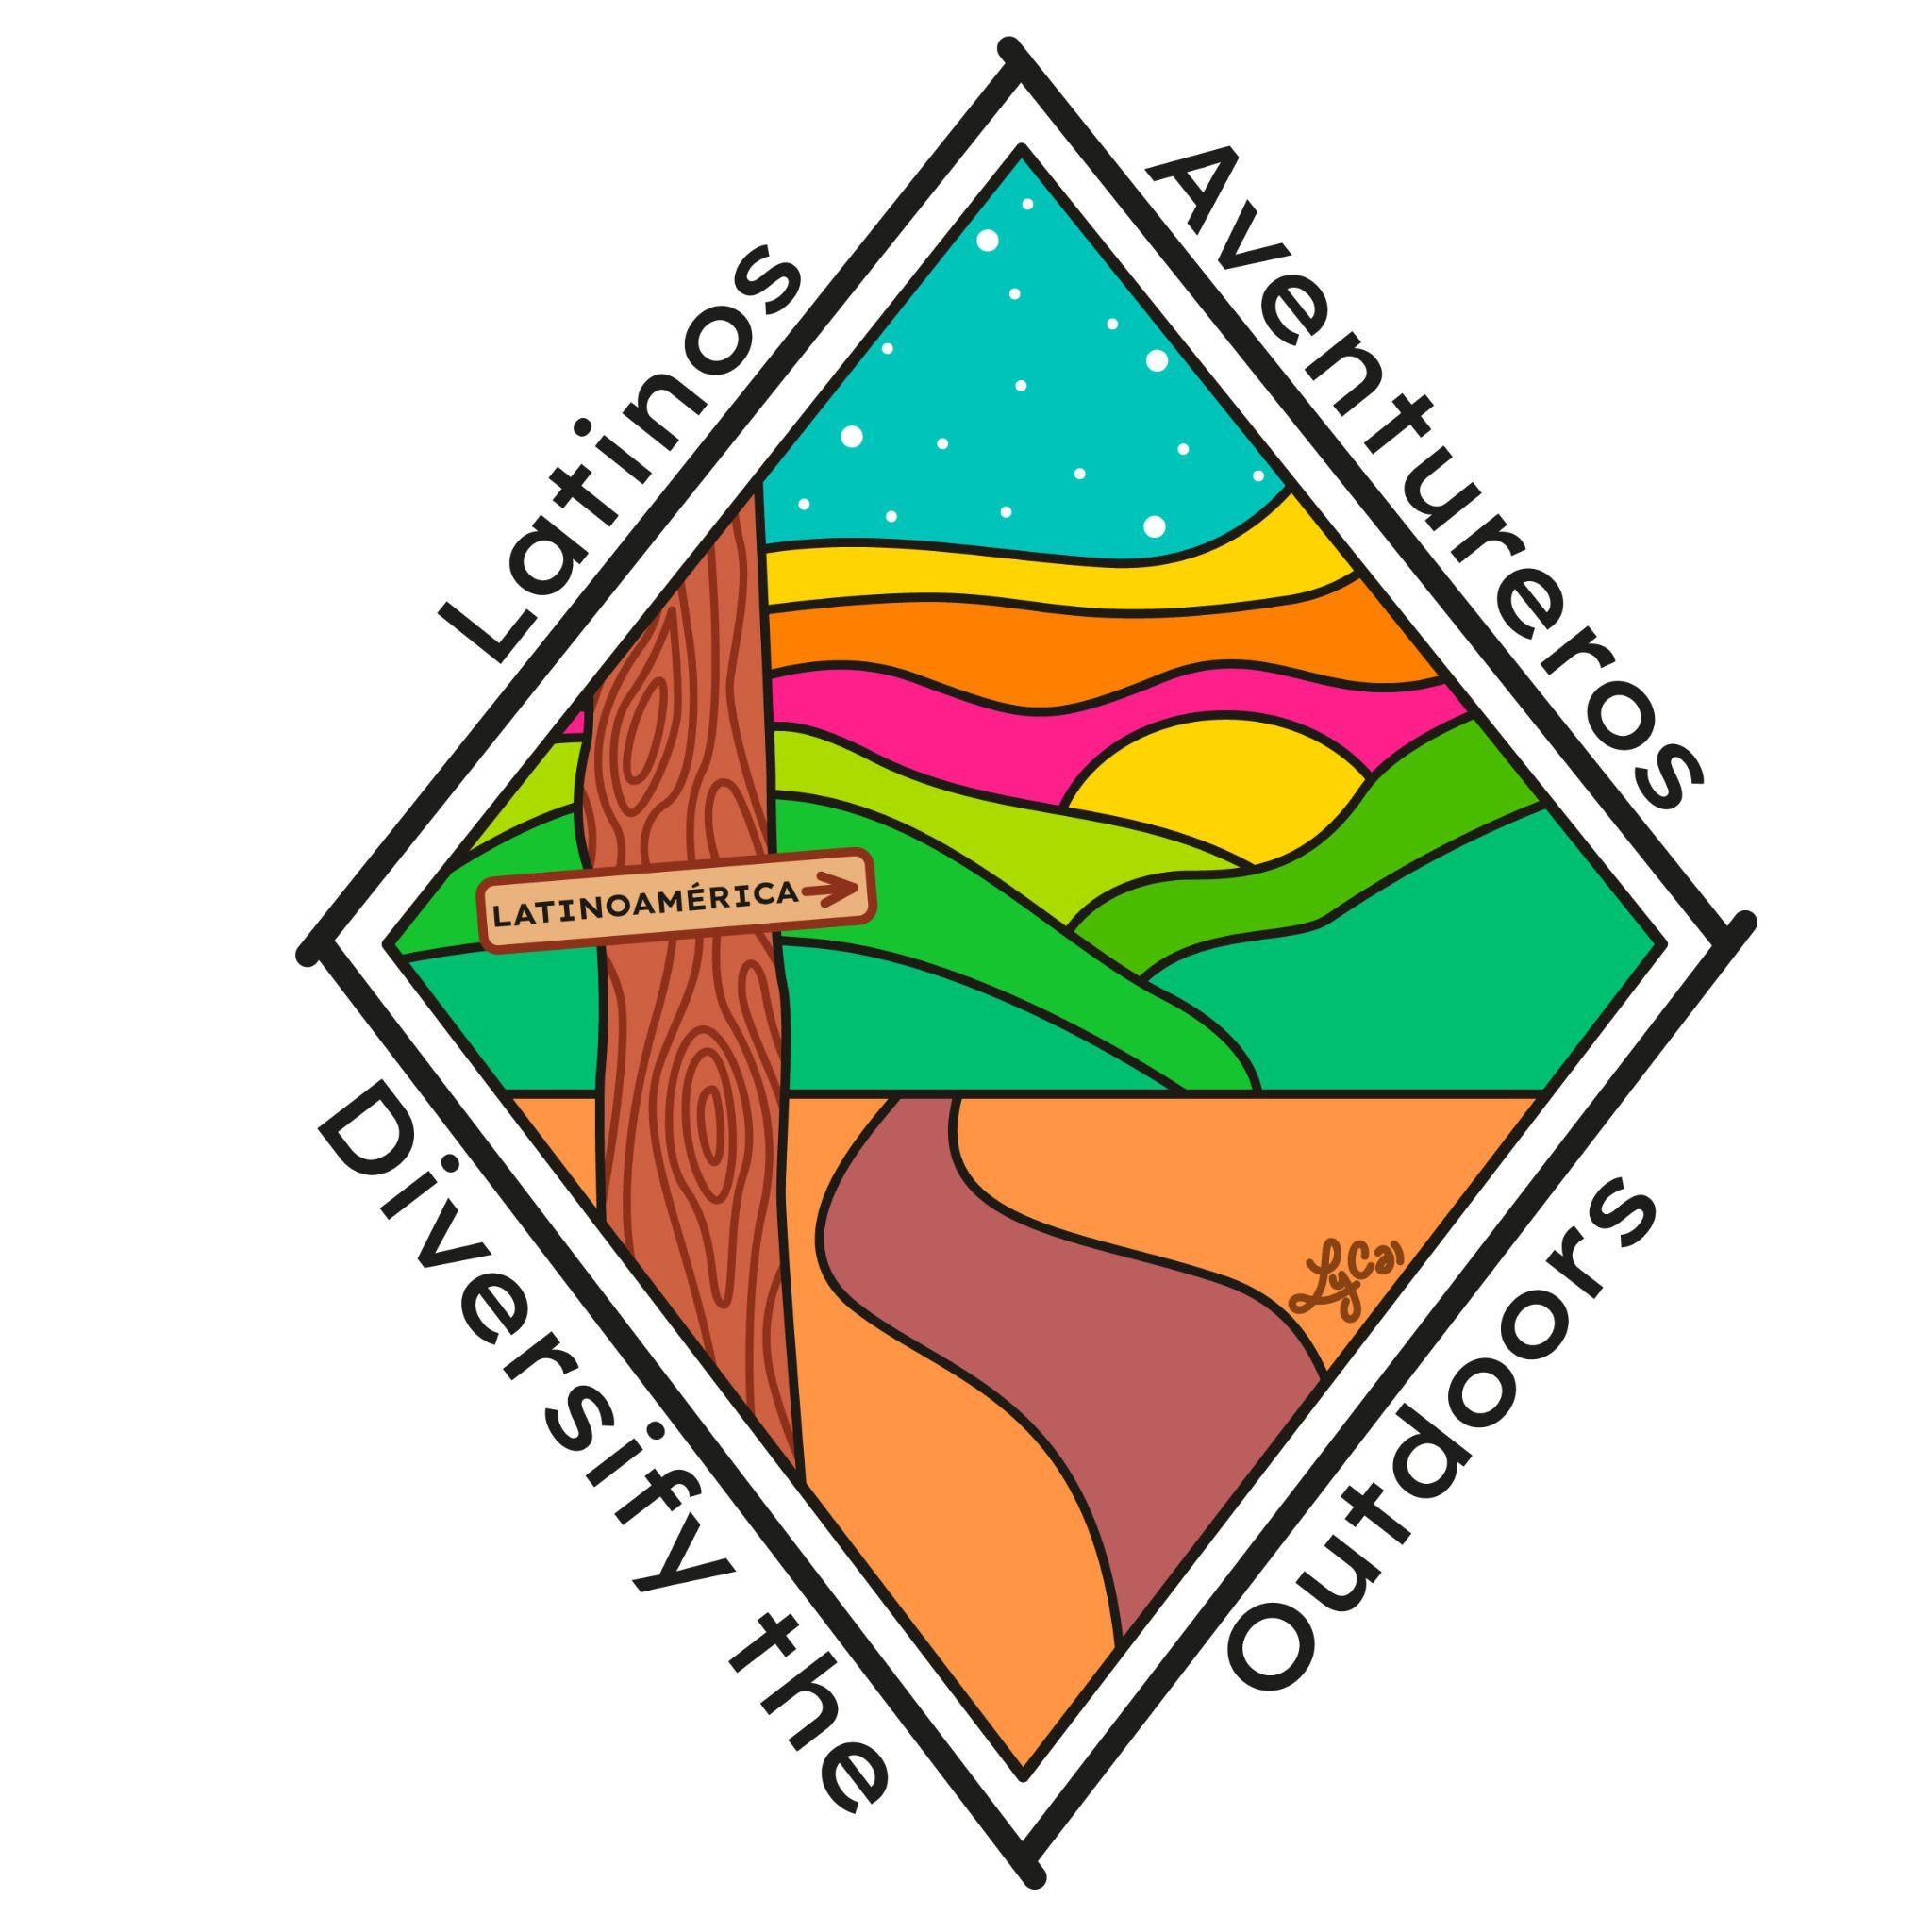 Latinos
Aventureros
LATINOAMÉRICA
Diversify the
Outdoors